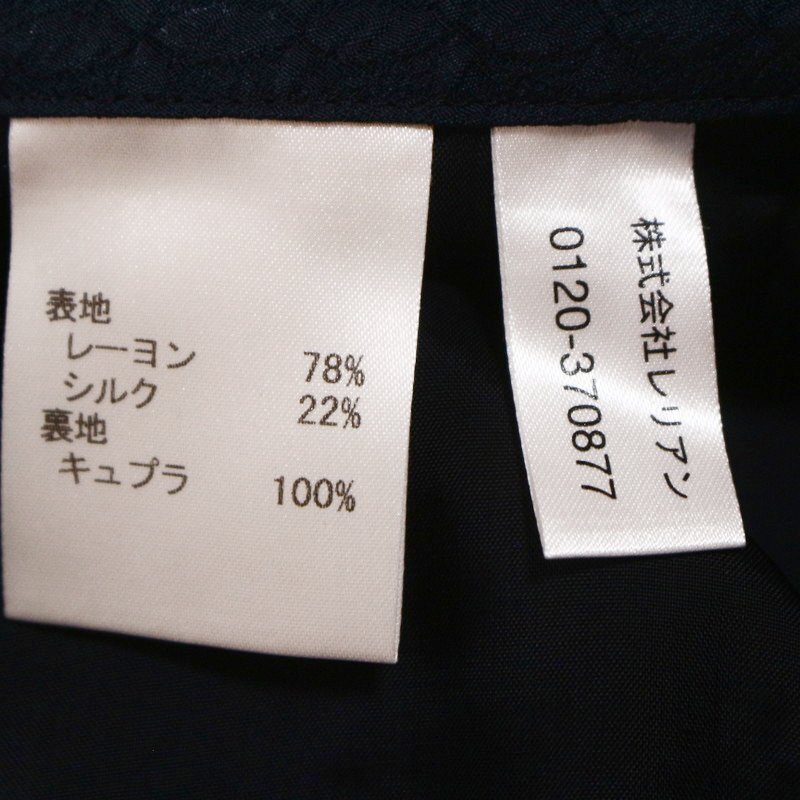 表地
レーヨン 78%
シルク 22%
裏地
キュプラ 100%
株式会社レリアン
0120-370877